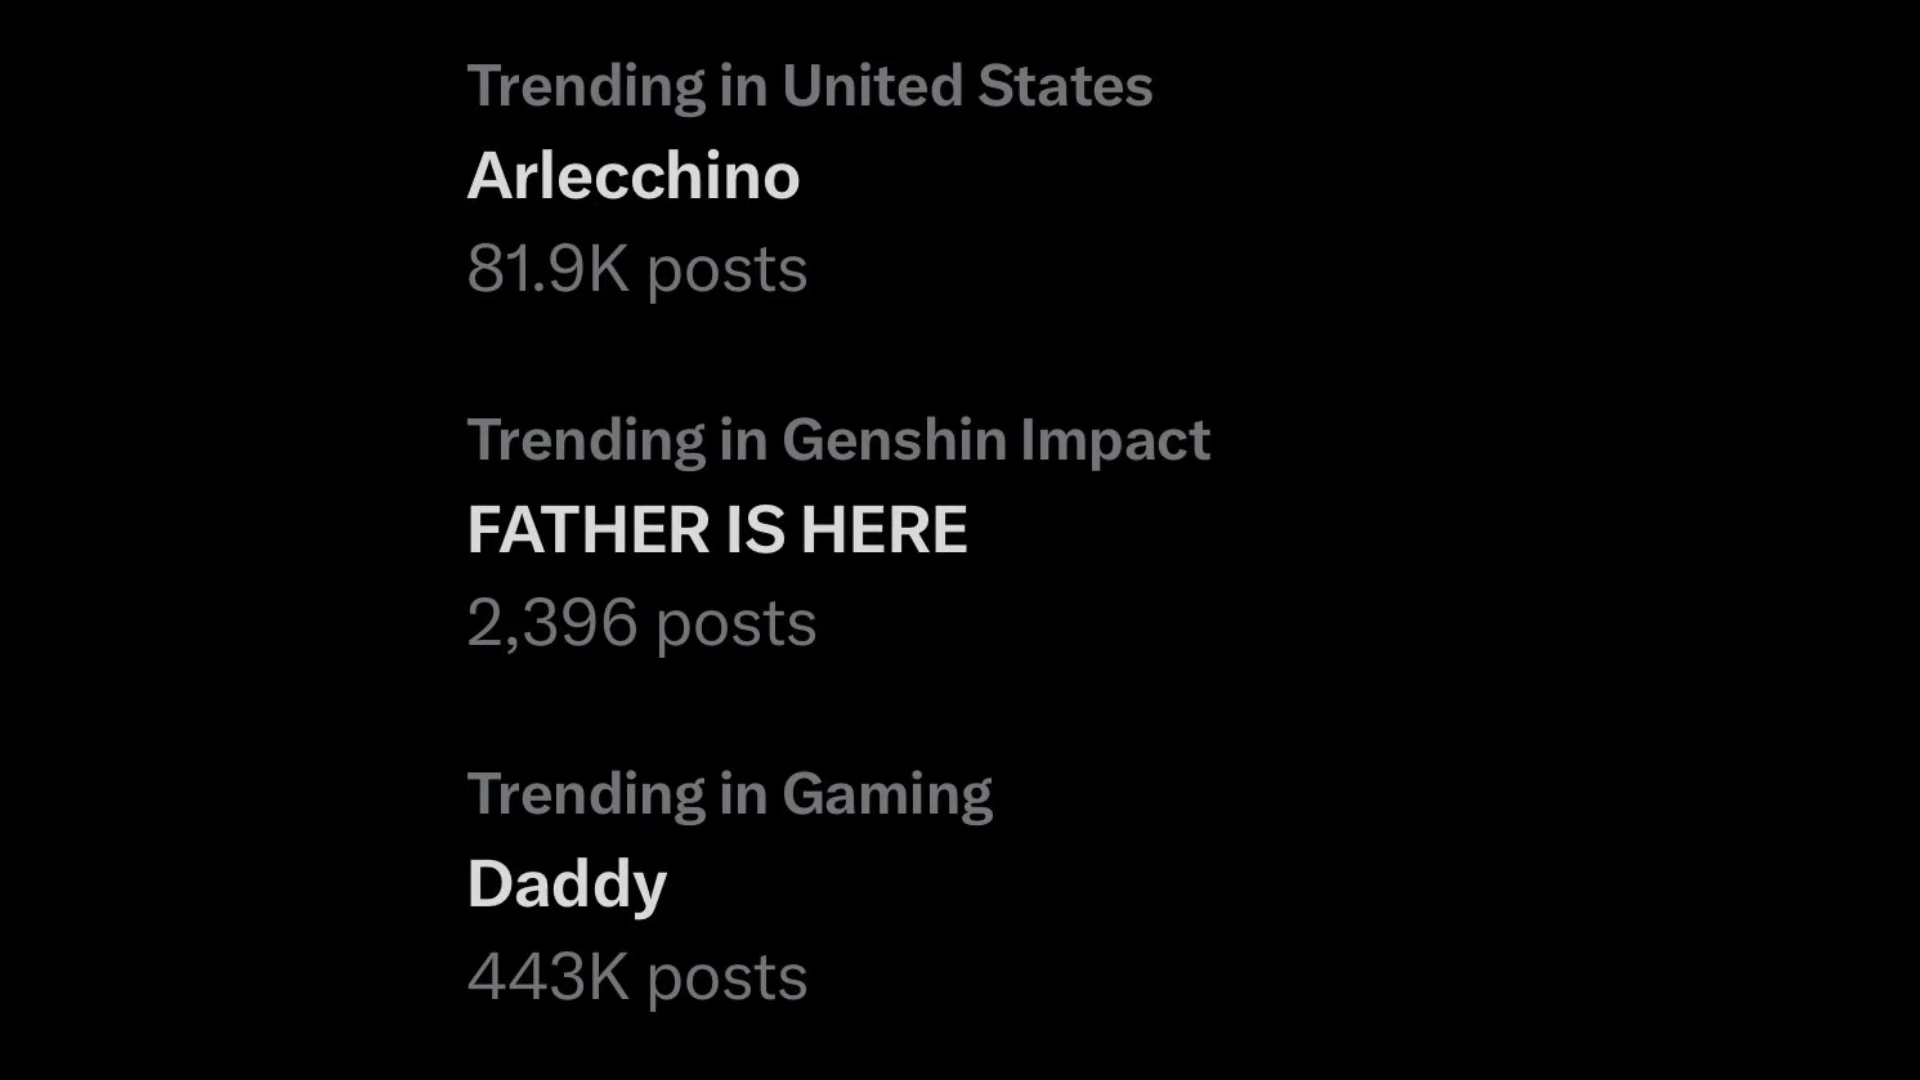 Trending in United States
Arlecchino
81.9K posts
Trending in Genshin Impact
FATHER IS HERE
2,396 posts
Trending in Gaming
Daddy
443K posts